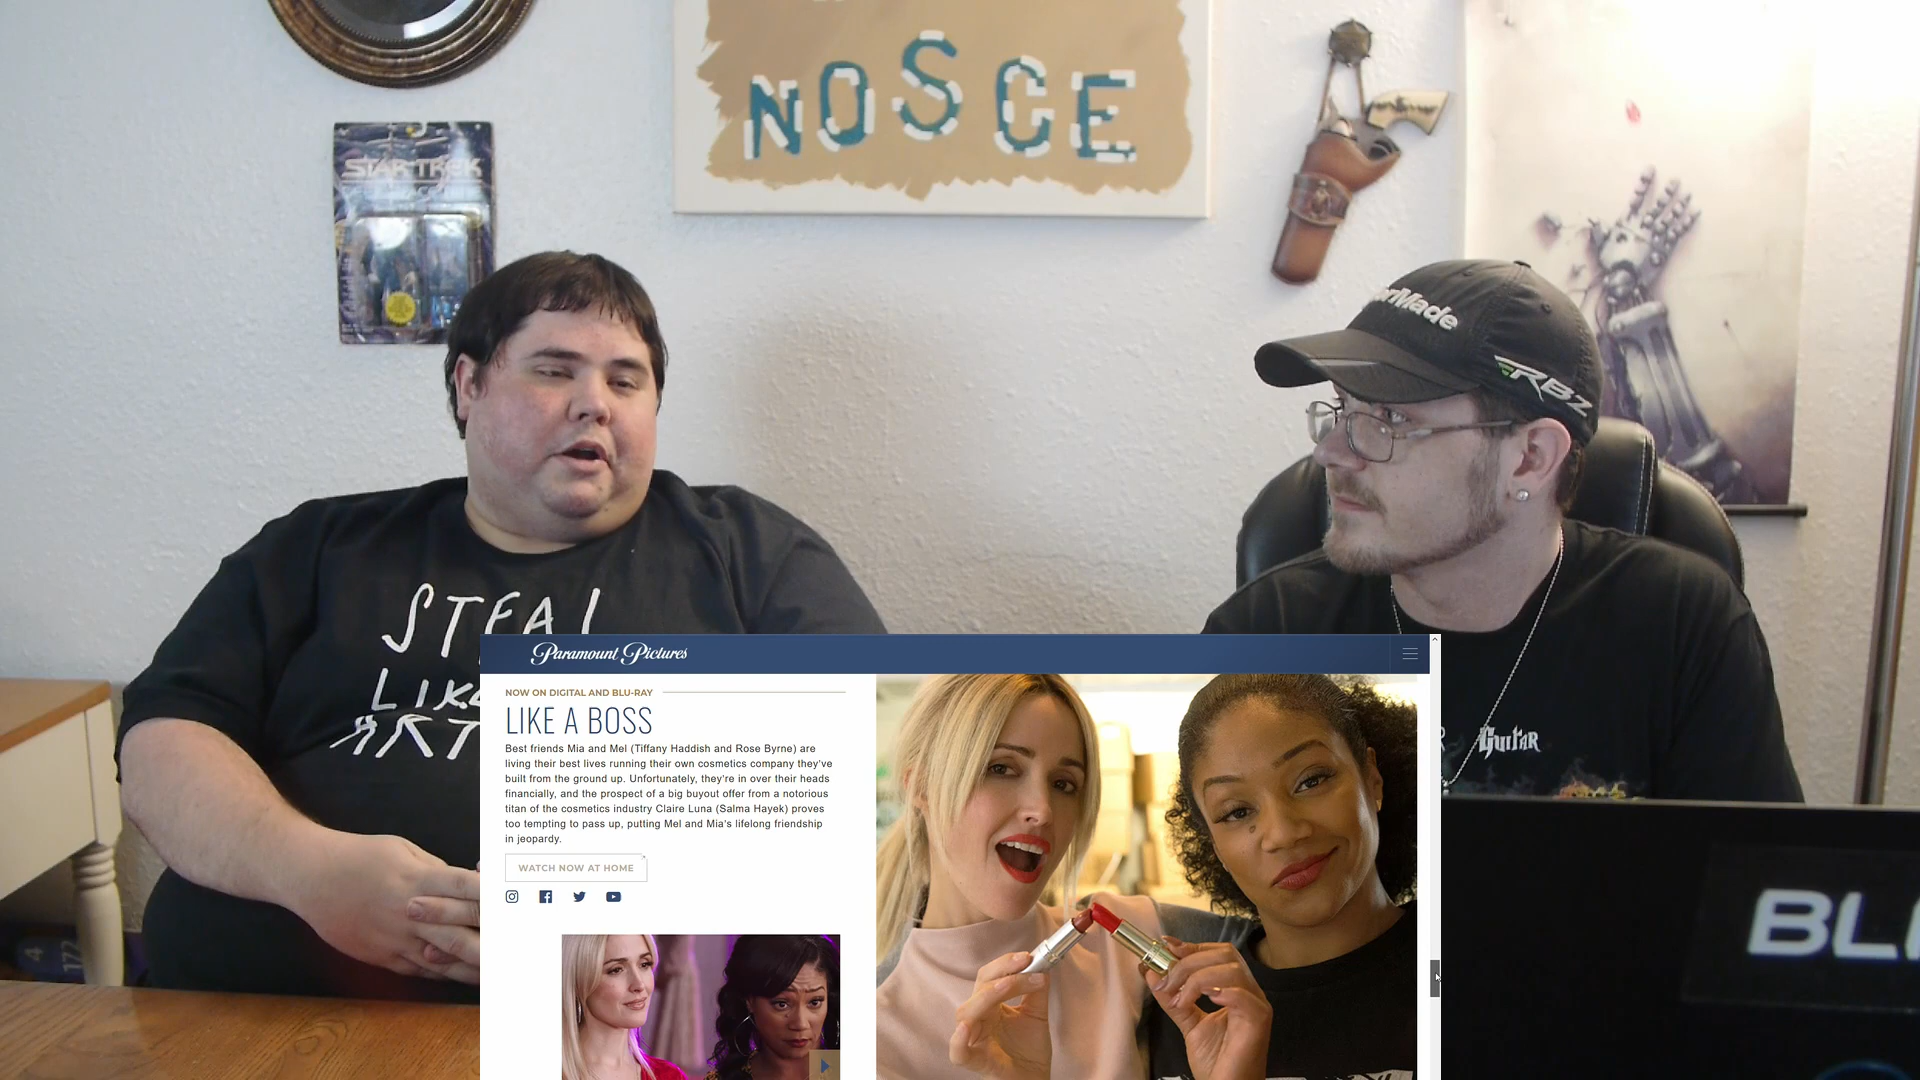 NOSCE
STAR TREK
rMade
RBZ
STEAL
LIKE
ART
GUITAR
4
172
BL
Paramount Pictures
NOW ON DIGITAL AND BLU-RAY
LIKE A BOSS
Best friends Mia and Mel (Tiffany Haddish and Rose Byrne) are
living their best lives running their own cosmetics company they've
built from the ground up. Unfortunately, they're in over their heads
financially, and the prospect of a big buyout offer from a notorious
titan of the cosmetics industry Claire Luna (Salma Hayek) proves
too tempting to pass up, putting Mel and Mia's lifelong friendship
in jeopardy.
WATCH NOW AT HOME